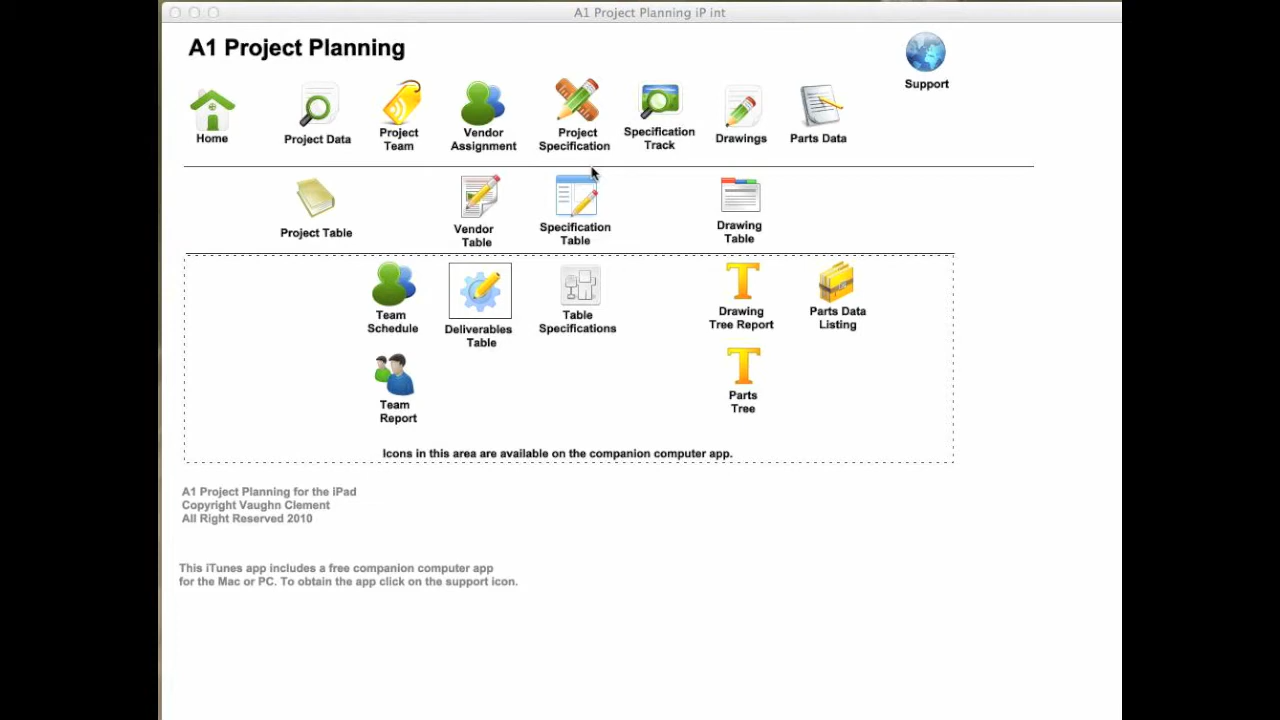 A1 Project Planning iP int
A1 Project Planning
Support
Home
Project Data
Project
Team
Vendor
Assignment
Project
Specification
Specification
Track
Drawings
Parts Data
Project Table
Vendor
Table
Specification
Table
Drawing
Table
Team
Schedule
Deliverables
Table
Table
Specifications
Drawing
Tree Report
Parts Data
Listing
Team
Report
Parts
Tree
Icons in this area are available on the companion computer app.
A1 Project Planning for the iPad
Copyright Vaughn Clement
All Right Reserved 2010
This iTunes app includes a free companion computer app
for the Mac or PC. To obtain the app click on the support icon.